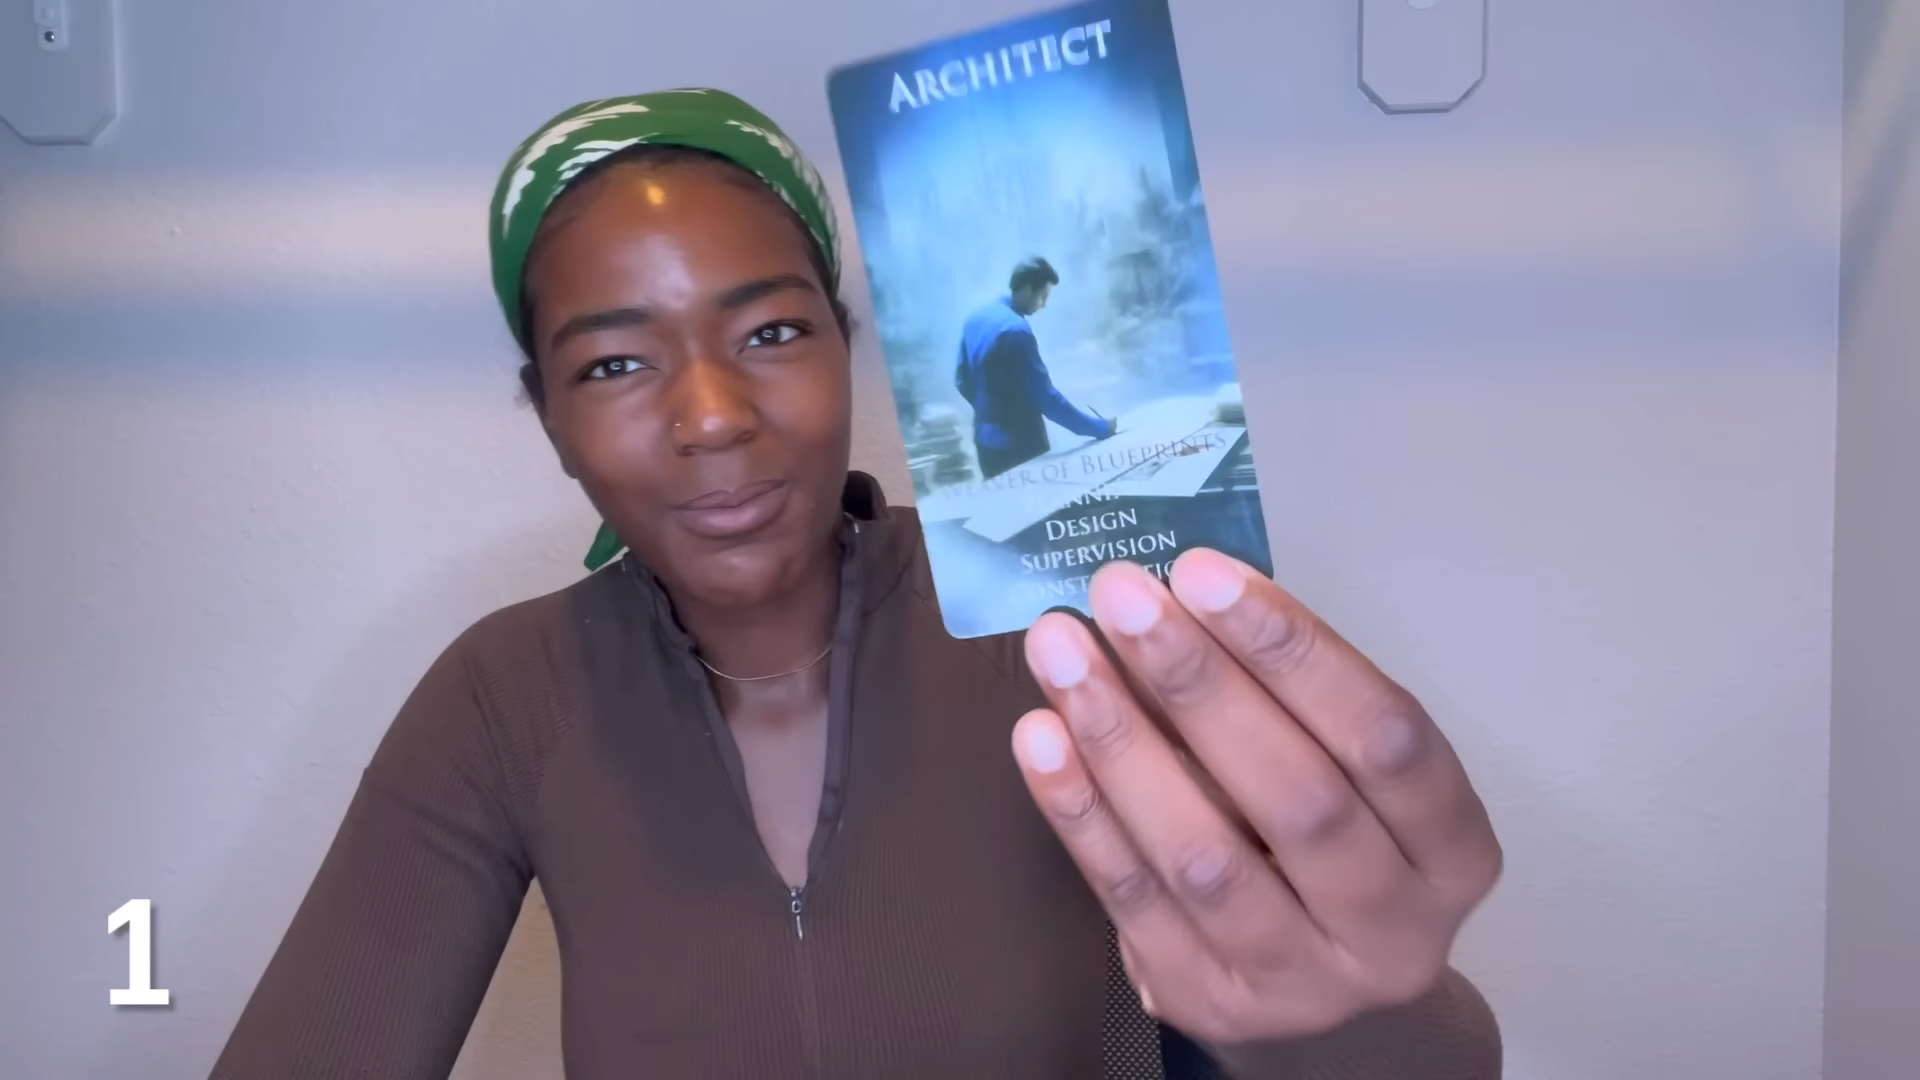 ARCHITECT
WEAVER OF BLUEPRINTS
DESIGN
SUPERVISION
1